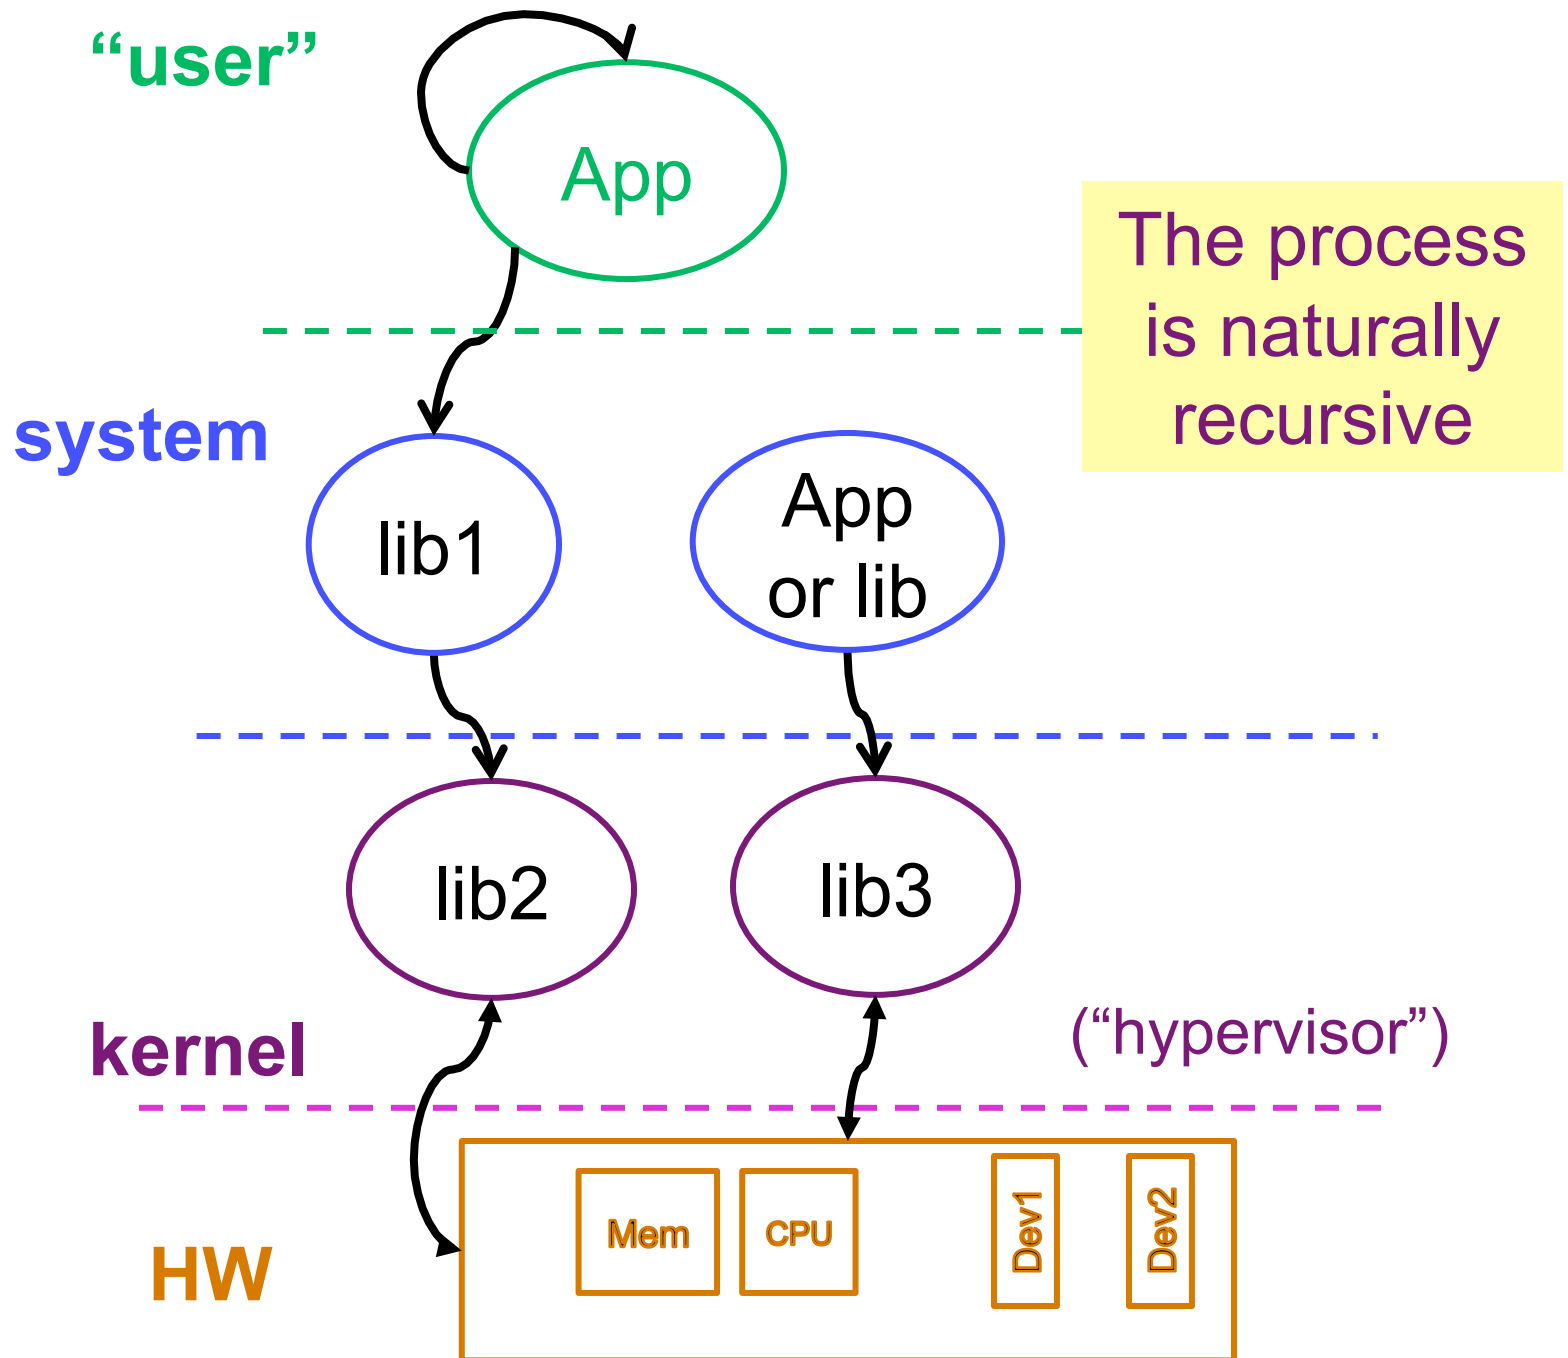 “user”
App
The process
is naturally
recursive
system
lib1
App
or lib
lib2
lib3
kernel
(“hypervisor”)
HW
Mem
CPU
Dev1
Dev2